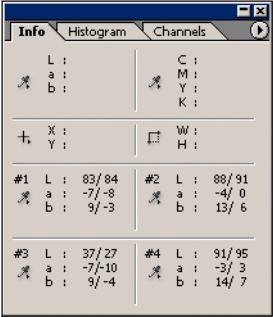 Info Histogram Channels
L : C :
a : M :
b : Y :
K :
X : W :
Y : H :
#1 L : 83/ 84 #2 L : 88/ 91
a : -7/ -8 a : -4/ 0
b : 9/ -3 b : 13/ 6
#3 L : 37/ 27 #4 L : 91/ 95
a : -7/-10 a : -3/ 3
b : 9/ -4 b : 14/ 7